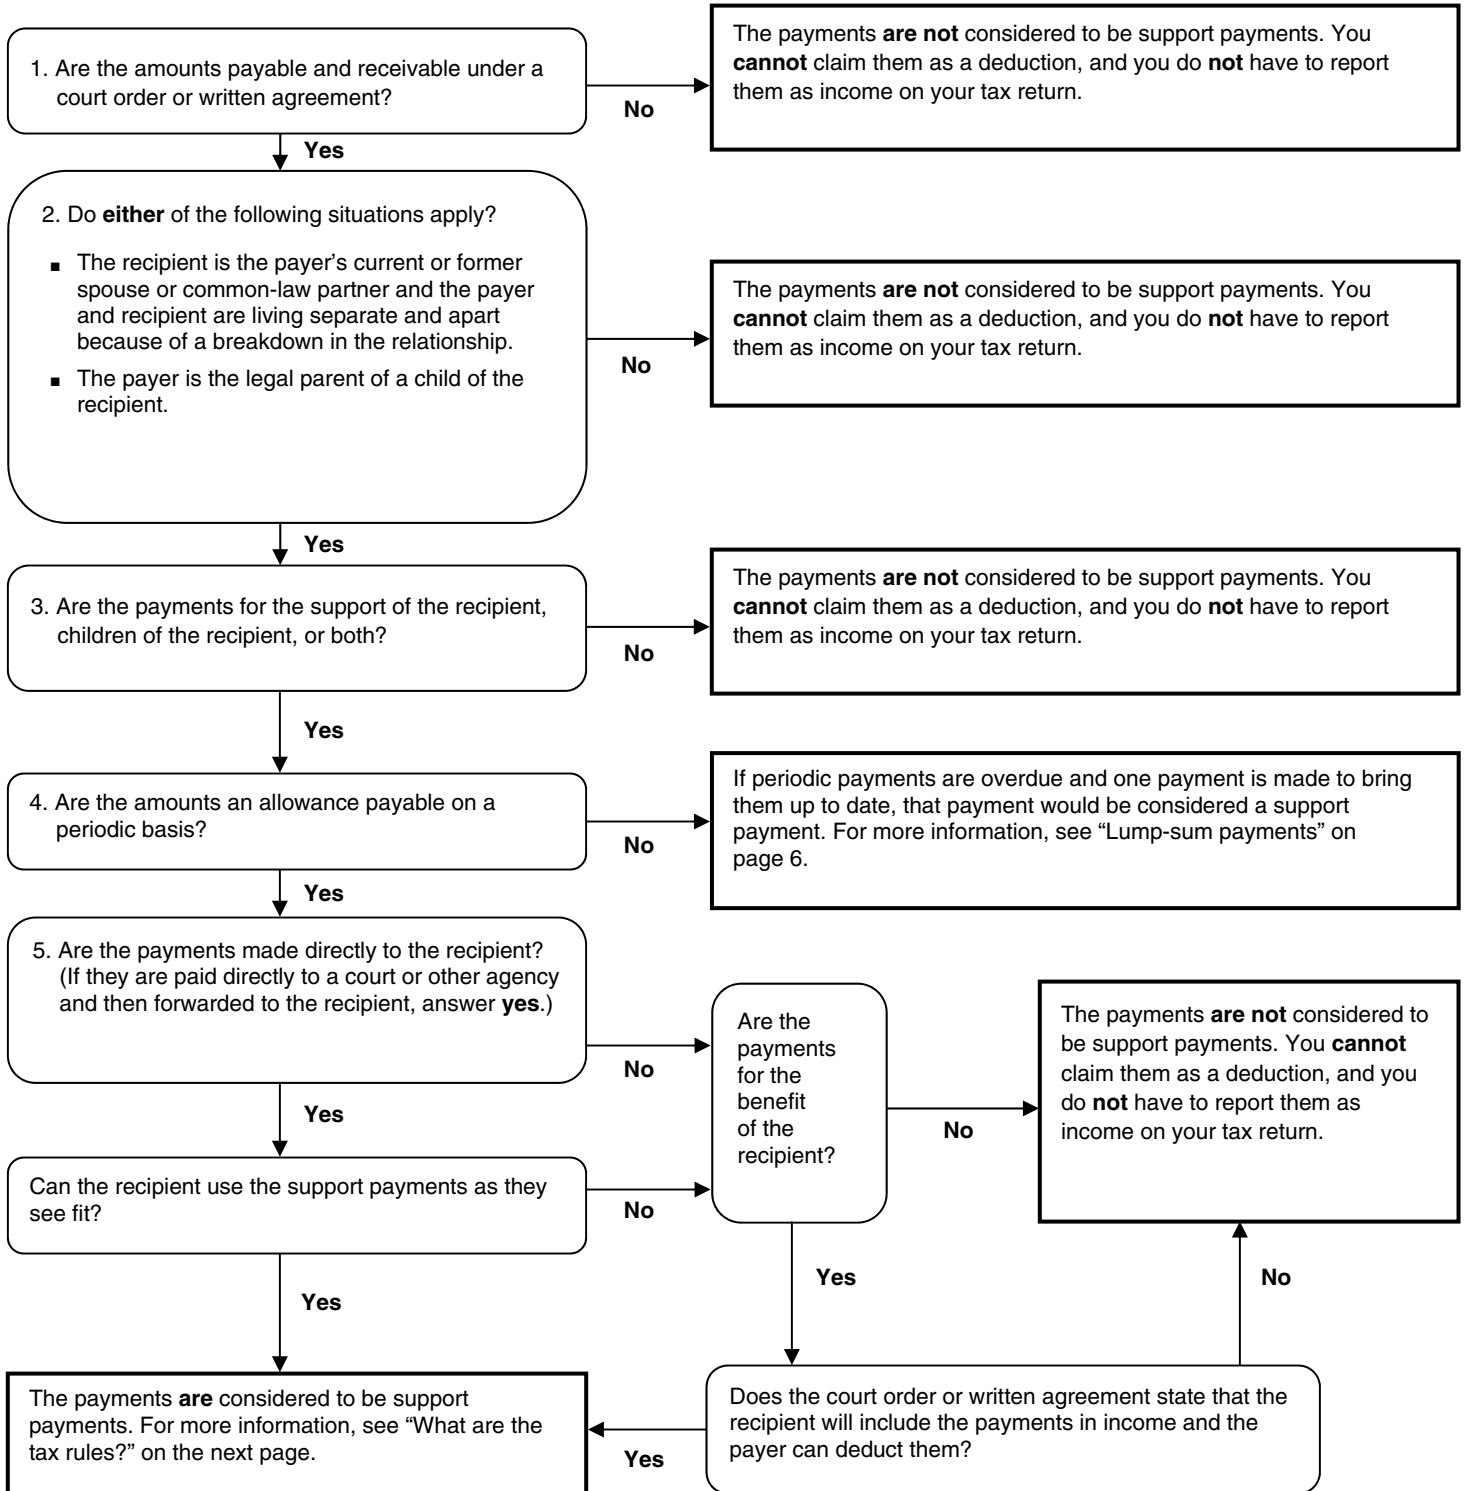 1. Are the amounts payable and receivable under a
court order or written agreement?
No
The payments are not considered to be support payments. You
cannot claim them as a deduction, and you do not have to report
them as income on your tax return.
Yes
2. Do either of the following situations apply?
■ The recipient is the payer's current or former
spouse or common-law partner and the payer
and recipient are living separate and apart
because of a breakdown in the relationship.
■ The payer is the legal parent of a child of the
recipient.
No
The payments are not considered to be support payments. You
cannot claim them as a deduction, and you do not have to report
them as income on your tax return.
Yes
3. Are the payments for the support of the recipient,
children of the recipient, or both?
No
The payments are not considered to be support payments. You
cannot claim them as a deduction, and you do not have to report
them as income on your tax return.
Yes
4. Are the amounts an allowance payable on a
periodic basis?
No
If periodic payments are overdue and one payment is made to bring
them up to date, that payment would be considered a support
payment. For more information, see “Lump-sum payments” on
page 6.
Yes
5. Are the payments made directly to the recipient?
(If they are paid directly to a court or other agency
and then forwarded to the recipient, answer yes.)
No
Are the
payments
for the
benefit
of the
recipient?
No
The payments are not considered to
be support payments. You cannot
claim them as a deduction, and you
do not have to report them as
income on your tax return.
Yes
Can the recipient use the support payments as they
see fit?
No
Yes
No
Yes
The payments are considered to be support
payments. For more information, see “What are the
tax rules?” on the next page.
Yes
Does the court order or written agreement state that the
recipient will include the payments in income and the
payer can deduct them?